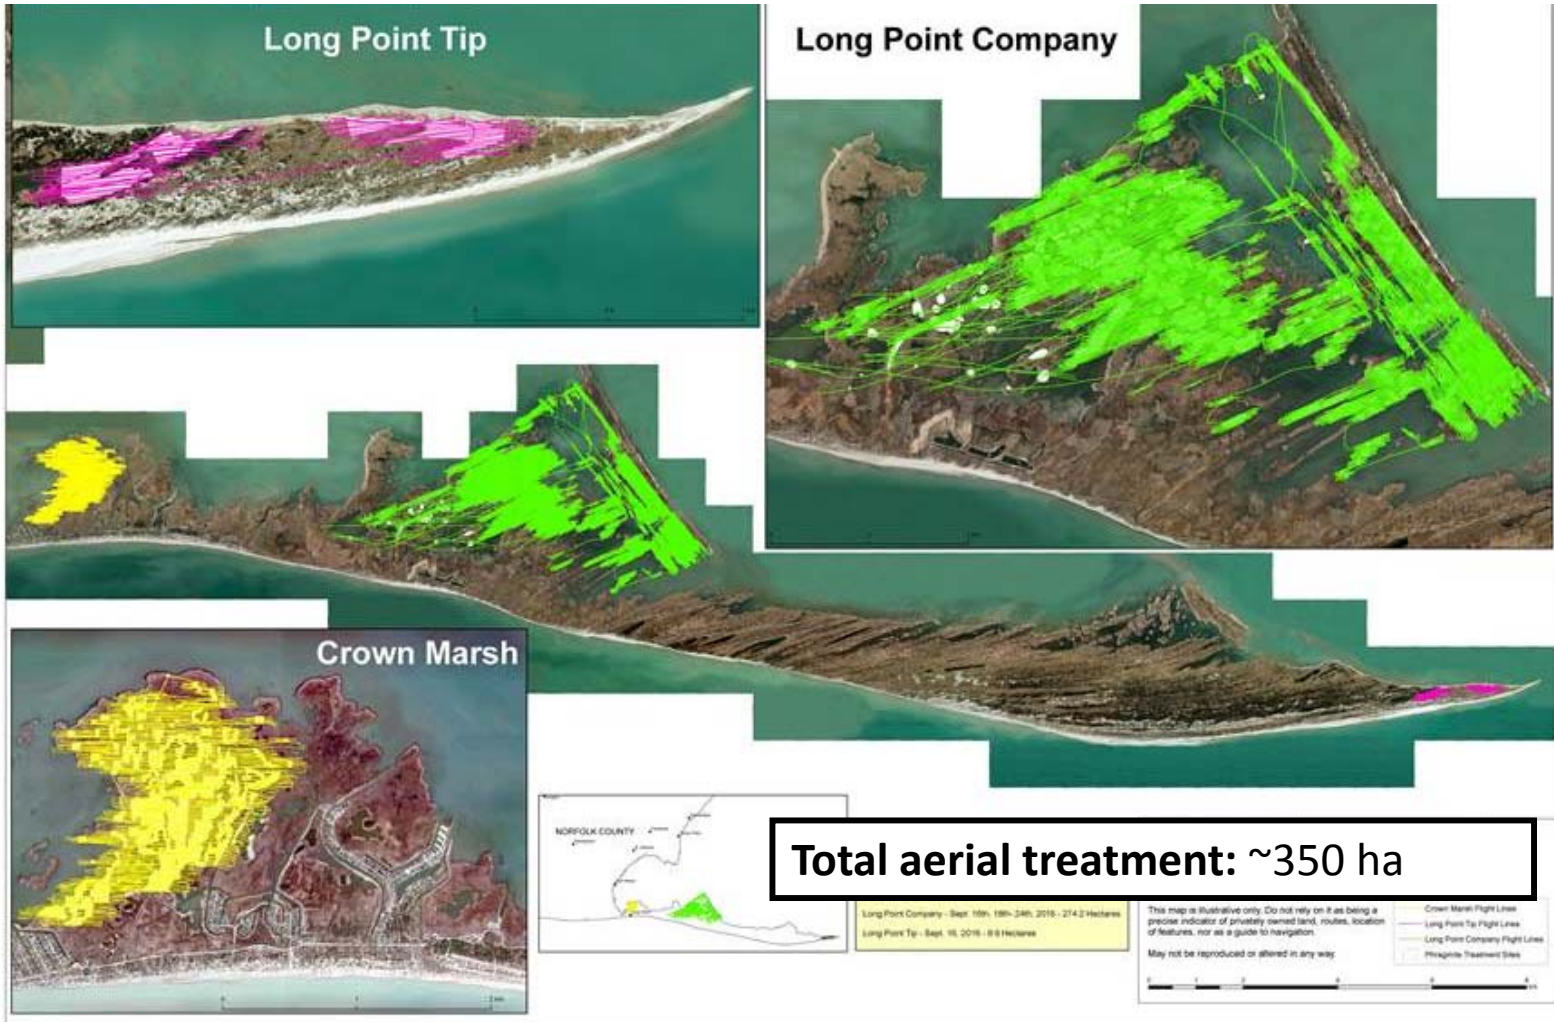 Long Point Tip
Long Point Company
Crown Marsh
NORFOLK COUNTY
Total aerial treatment: ~350 ha
Long Point Company - Sept. 16th, 18th- 24th, 2016 - 274.2 Hectares
Long Point Tip - Sept. 16, 2016 - 9.6 Hectares
This map is illustrative only. Do not rely on it as being a
precise indicator of privately owned land, routes, location
of features, nor as a guide to navigation.
May not be reproduced or altered in any way.
Crown Marsh Flight Lines
Long Point Tip Flight Lines
Long Point Company Flight Lines
Phragmite Treatment Sites